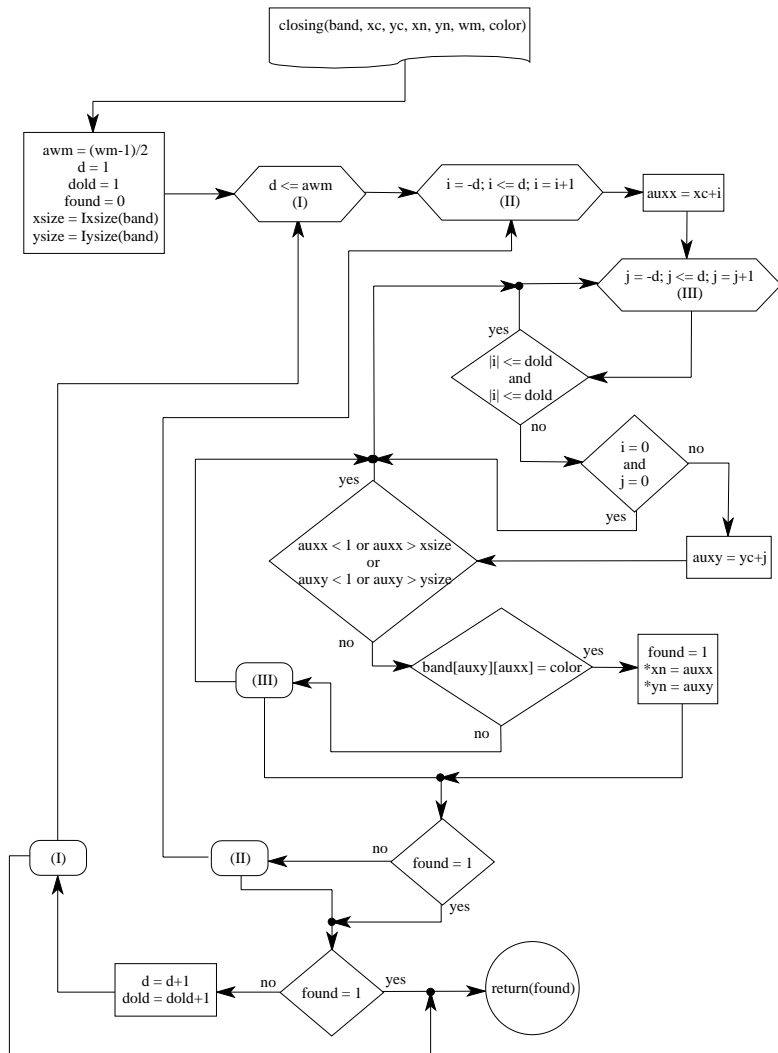 closing(band, xc, yc, xn, yn, wm, color)
awm = (wm-1)/2
d = 1
dold = 1
found = 0
xsize = Ixsize(band)
ysize = Iysize(band)
d <= awm
(I)
i = -d; i <= d; i = i+1
(II)
auxx = xc+i
j = -d; j <= d; j = j+1
(III)
yes
|i| <= dold
and
|i| <= dold
no
i = 0
and
j = 0
no
yes
yes
auxx < 1 or auxx > xsize
or
auxy < 1 or auxy > ysize
auxy = yc+j
no
band[auxy][auxx] = color
yes
found = 1
*xn = auxx
*yn = auxy
(III)
no
(I)
(II)
no
found = 1
yes
d = d+1
dold = dold+1
no
found = 1
yes
return(found)